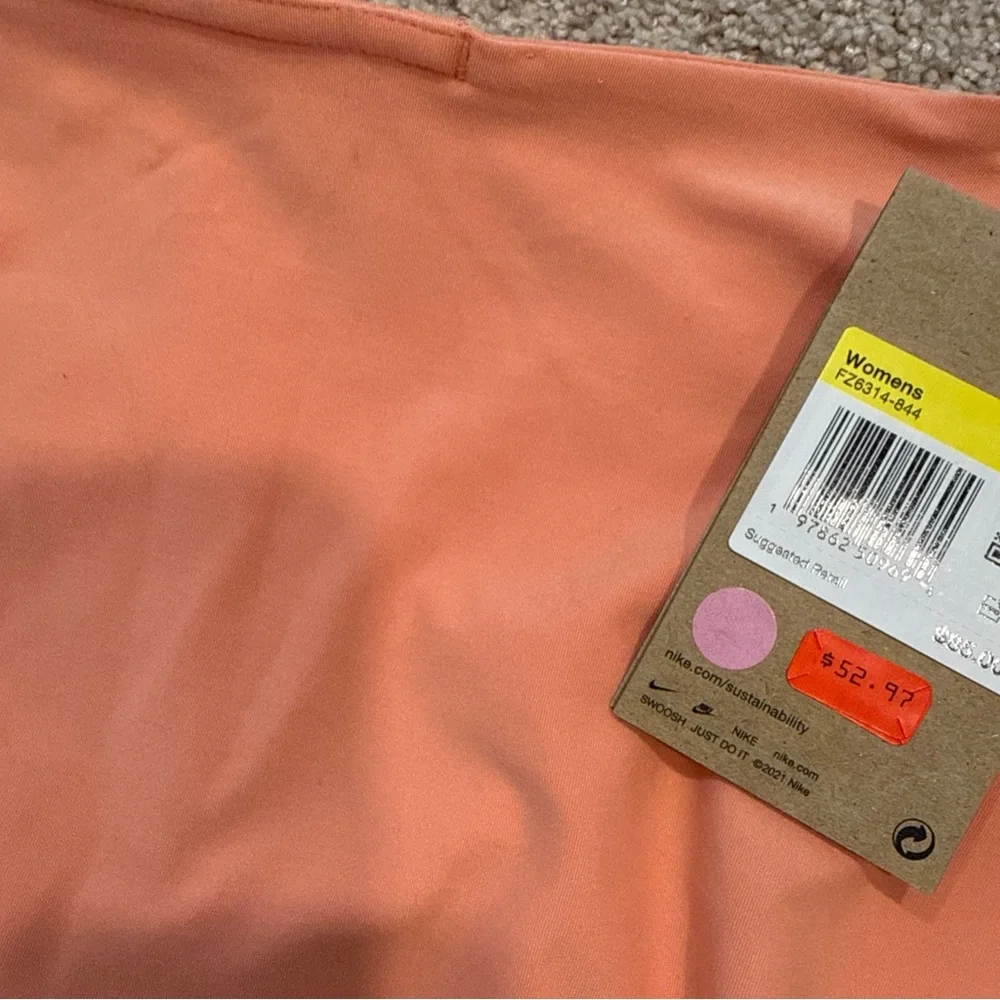 Womens
FZ6314-844
1 97862 50969
Suggested Retail
$52.97
nike.com/sustainability
SWOOSH JUST DO IT NIKE nike.com
©2021 Nike